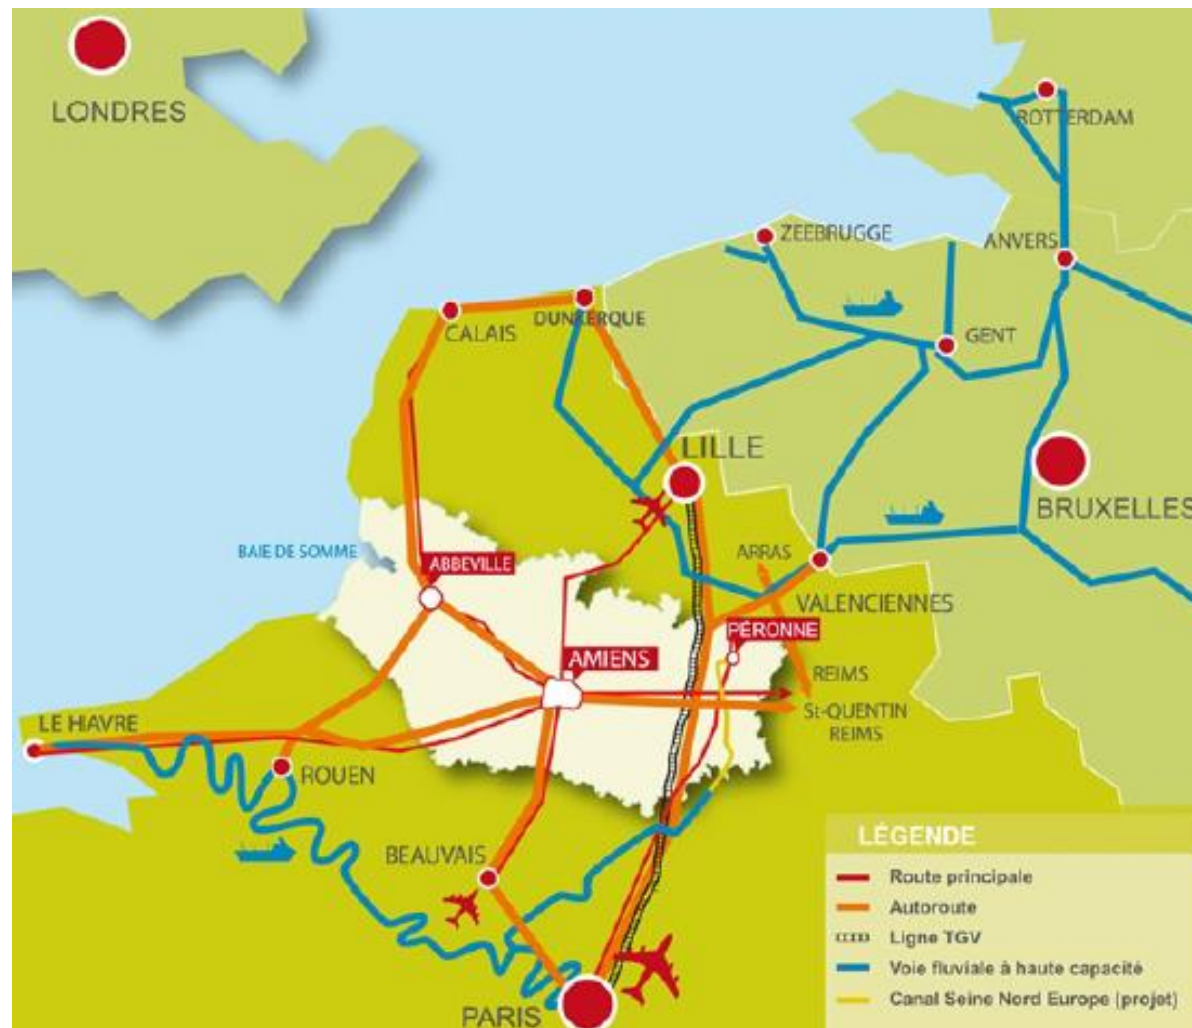 LONDRES
ROTTERDAM
ZEEBRUGGE
ANVERS
CALAIS
DUNKERQUE
GENT
LILLE
BRUXELLES
BAIE DE SOMME
ABBEVILLE
ARRAS
VALENCIENNES
PÉRONNE
AMIENS
REIMS
LE HAVRE
St-QUENTIN
REIMS
ROUEN
BEAUVAIS
PARIS
LÉGENDE
Route principale
Autoroute
Ligne TGV
Voie fluviale à haute capacité
Canal Seine Nord Europe (projet)